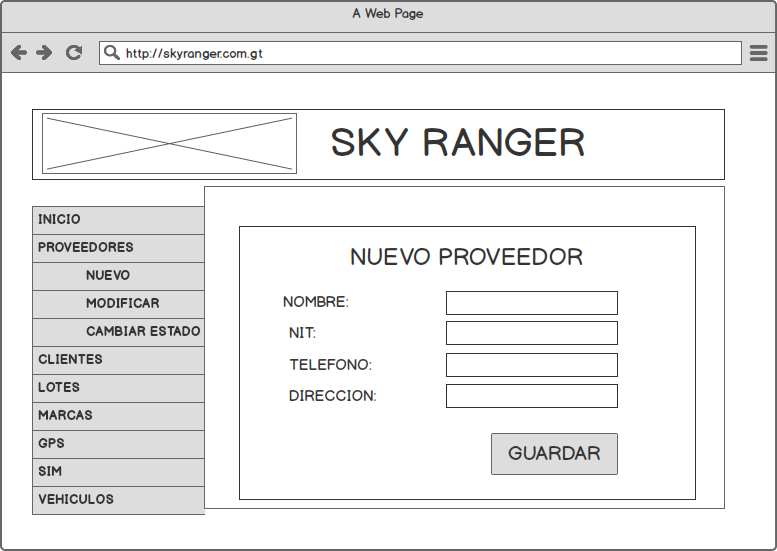 A Web Page
http://skyranger.com.gt
SKY RANGER
INICIO
PROVEEDORES
NUEVO
MODIFICAR
CAMBIAR ESTADO
CLIENTES
LOTES
MARCAS
GPS
SIM
VEHICULOS
NUEVO PROVEEDOR
NOMBRE:
NIT:
TELEFONO:
DIRECCION:
GUARDAR